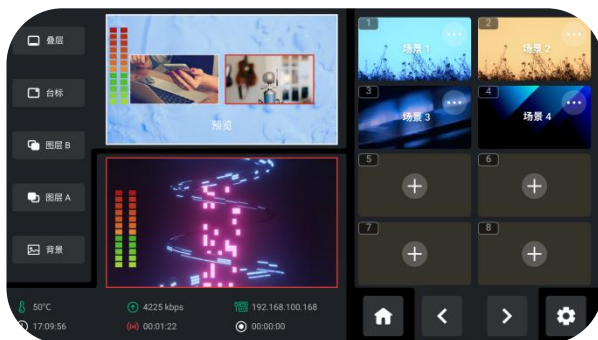 叠层
台标
图层 B
图层 A
背景
预览
1
场景 1
2
场景 2
3
场景 3
4
场景 4
5
6
7
8
50°C
4225 kbps
192.168.100.168
17:09:56
00:01:22
00:00:00